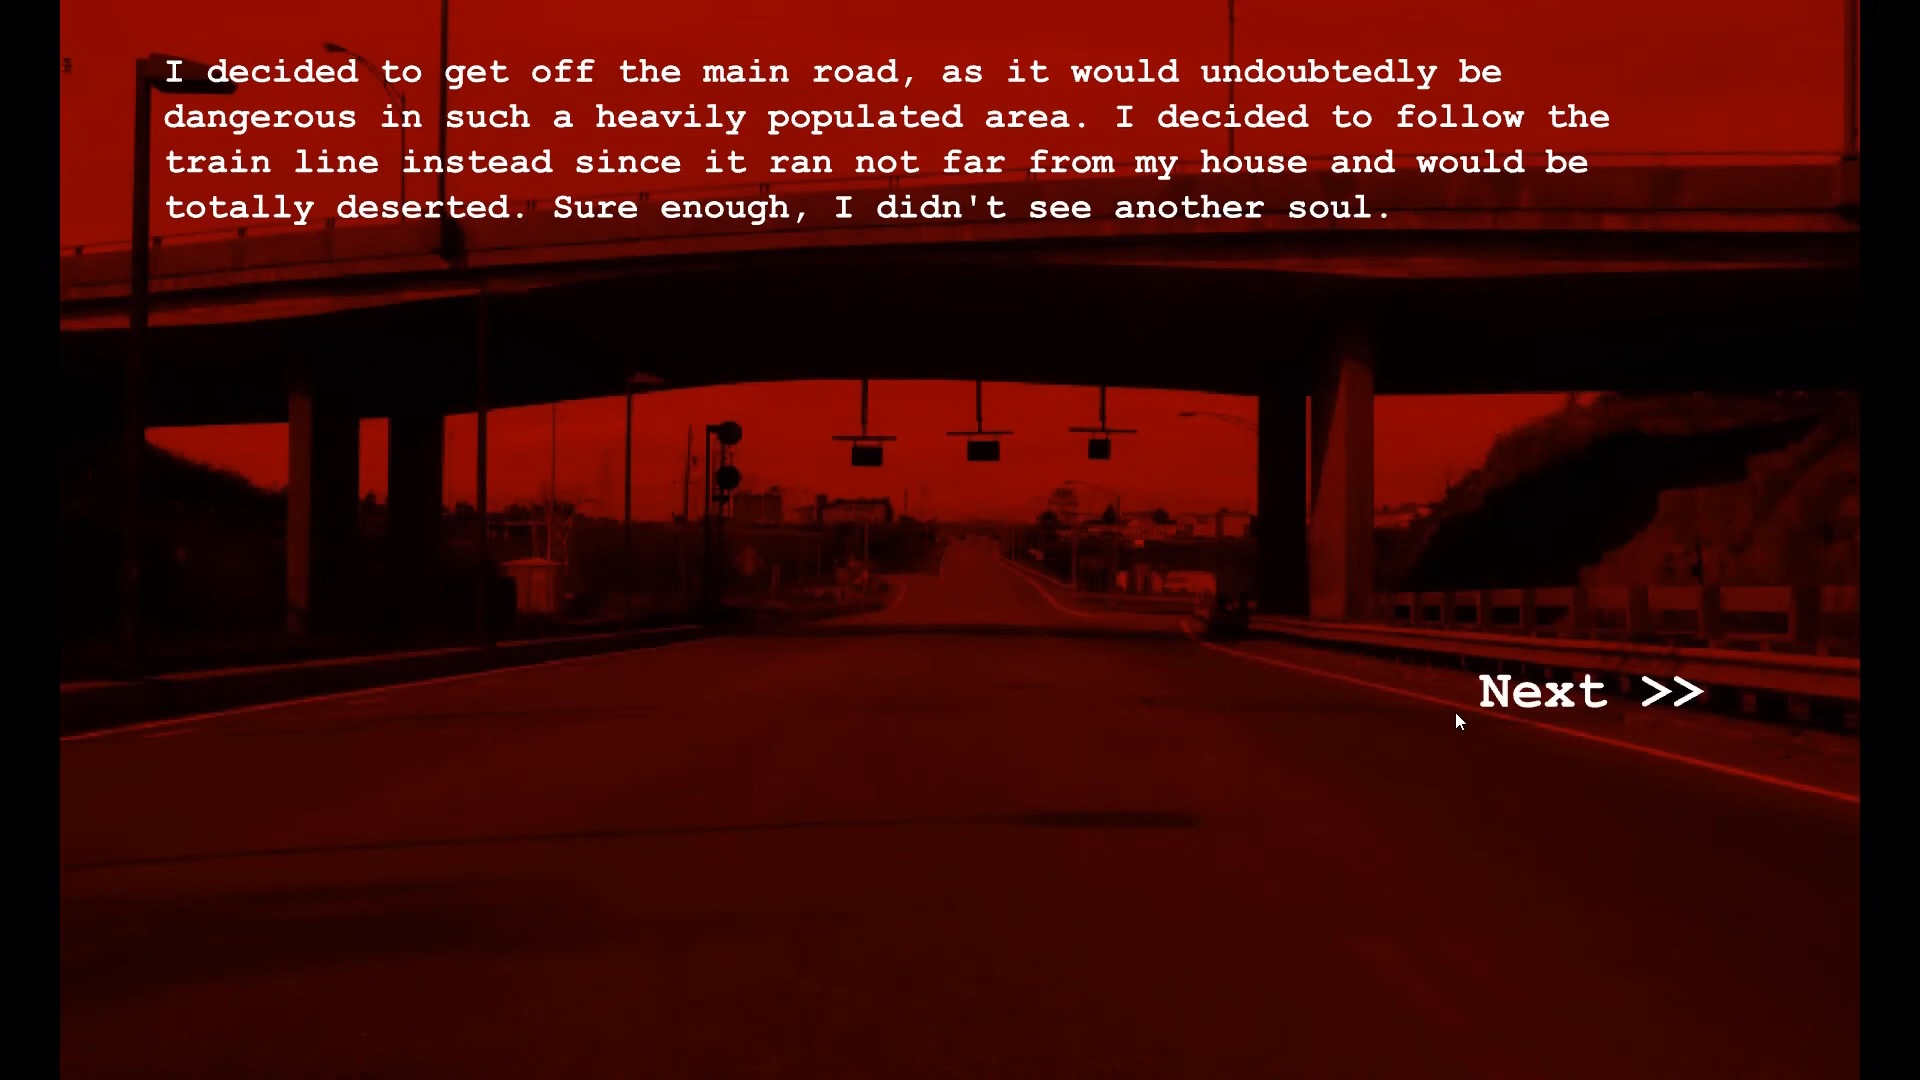 I decided to get off the main road, as it would undoubtedly be
dangerous in such a heavily populated area. I decided to follow the
train line instead since it ran not far from my house and would be
totally deserted. Sure enough, I didn't see another soul.
Next >>